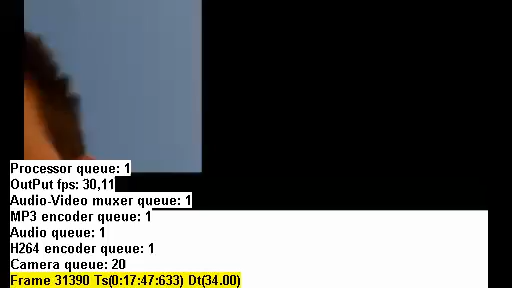 Processor queue: 1
OutPut fps: 30,11
Audio-Video muxer queue: 1
MP3 encoder queue: 1
Audio queue: 1
H264 encoder queue: 1
Camera queue: 20
Frame 31390 Ts(0:17:47:633) Dt(34.00)